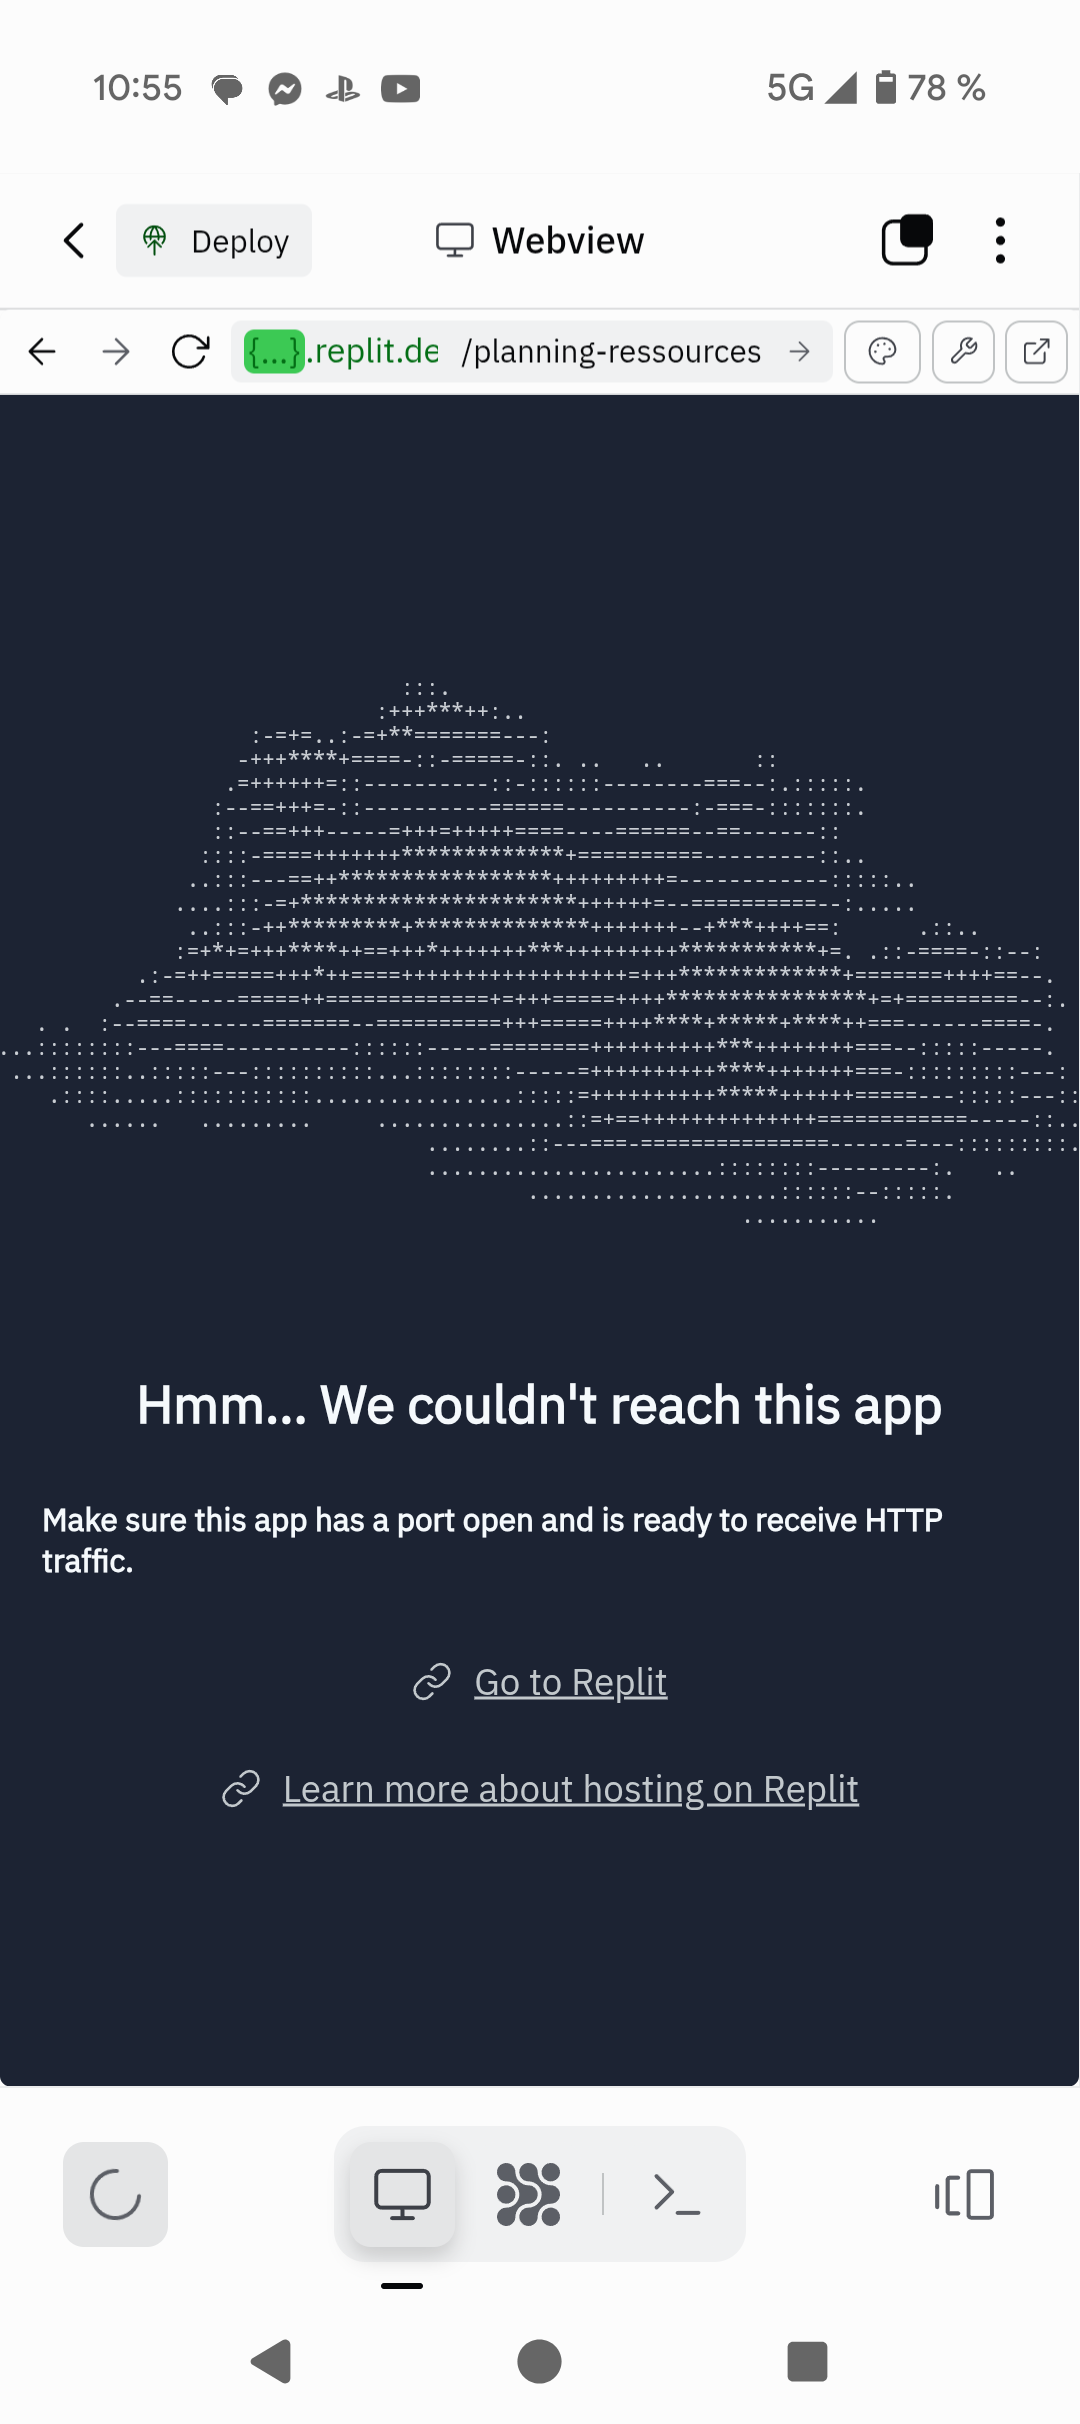 10:55
5G 78 %
Deploy
Webview
{...}.replit.de /planning-ressources
Hmm... We couldn't reach this app
Make sure this app has a port open and is ready to receive HTTP
traffic.
Go to Replit
Learn more about hosting on Replit